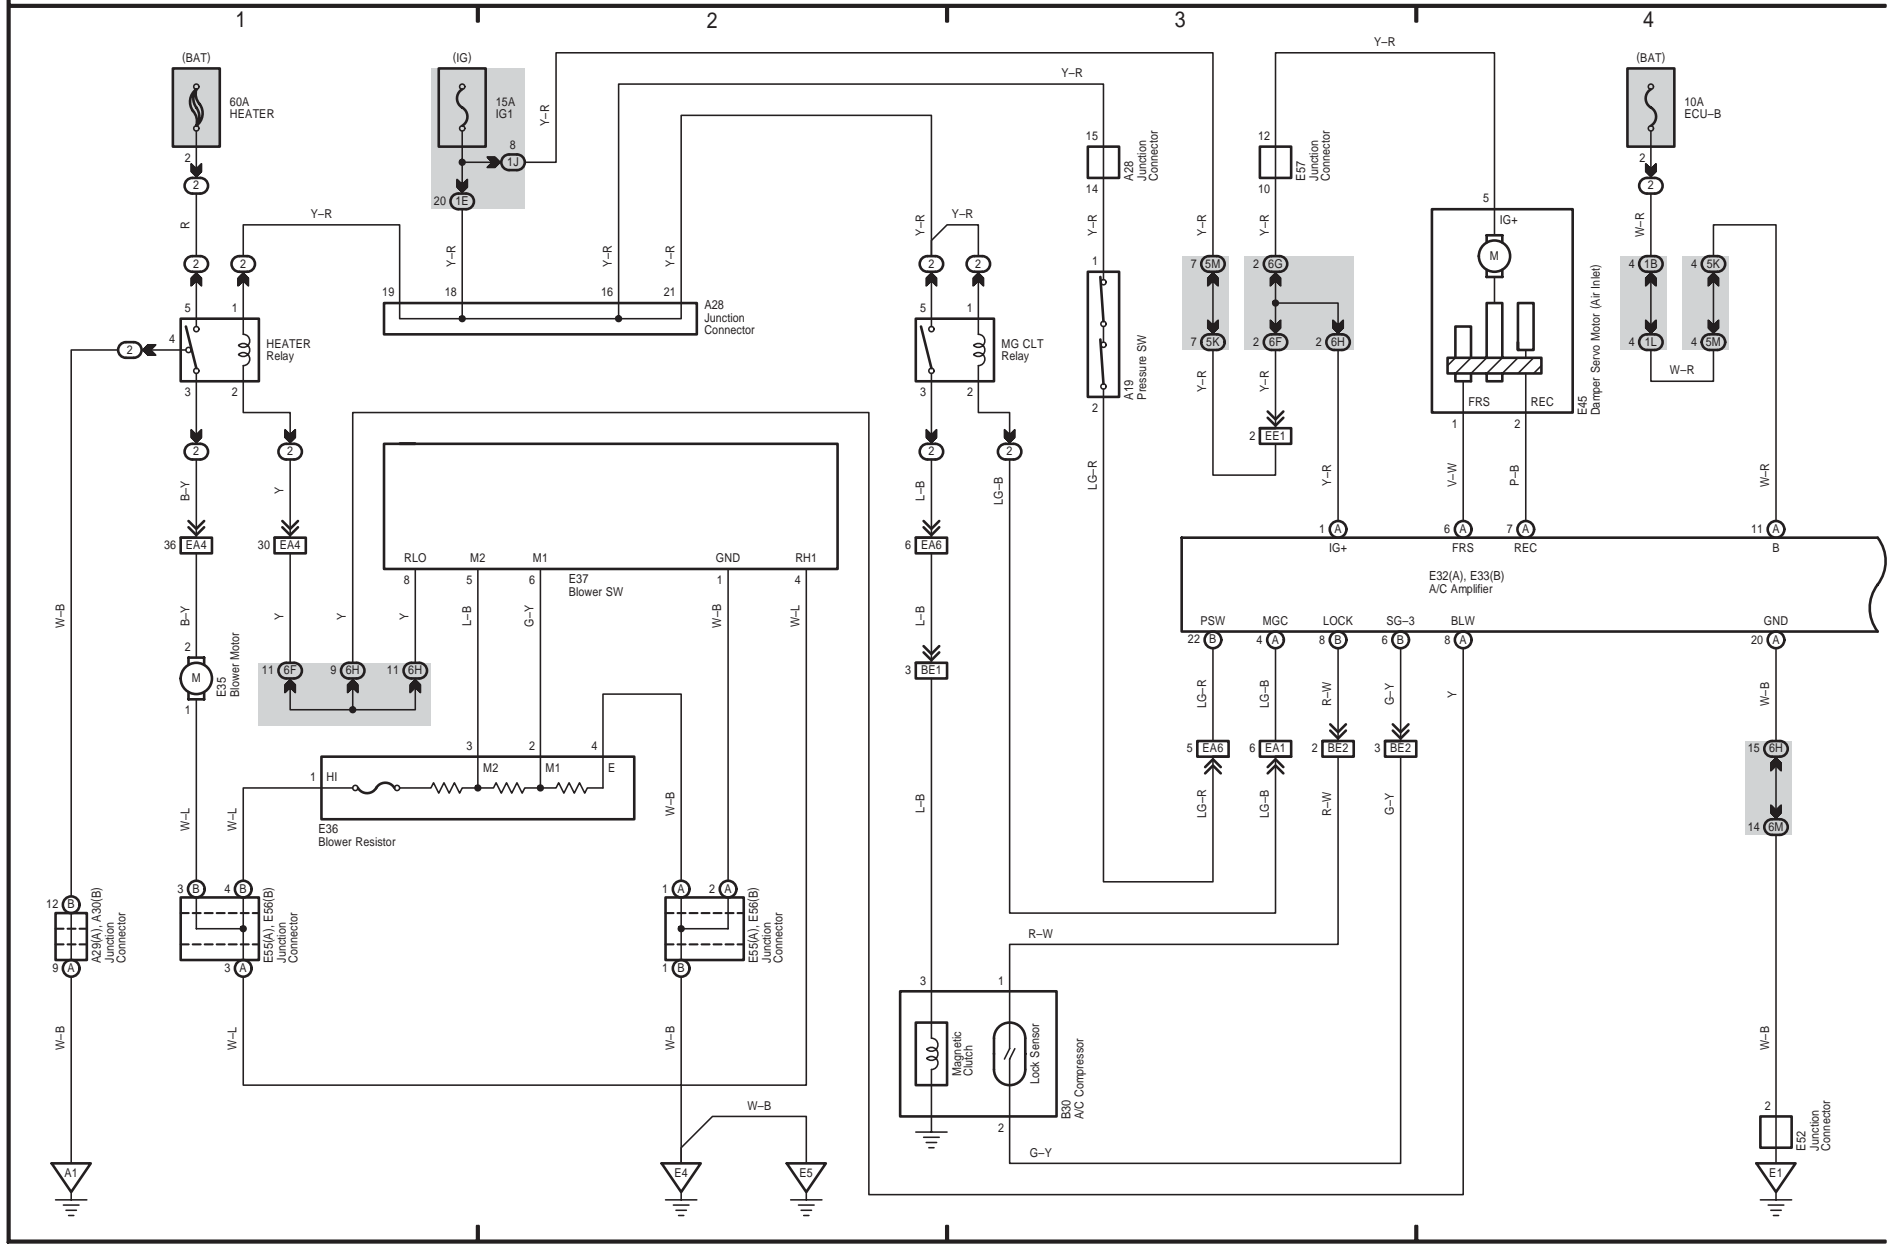 1
2
3
4
(BAT)
60A
HEATER
2
2
R
2
2
5
1
4
2
HEATER
Relay
3
2
2
2
B–Y
Y
36
EA4
30
EA4
B–Y
Y
2
M
1
E35
Blower Motor
W–L
W–L
W–B
12
B
9
A
A29(A), A30(B)
Junction
Connector
W–B
A1
3
B
4
B
3
A
E55(A), E56(B)
Junction
Connector
W–L
Y–R
(IG)
15A
IG1
8
1J
20
1E
Y–R
Y–R
Y–R
Y–R
19
18
16
21
A28
Junction
Connector
RLO
M2
M1
GND
RH1
8
5
6
1
4
E37
Blower SW
Y
Y
L–B
G–Y
W–B
W–L
11
6F
9
6H
11
6H
3
2
4
1
HI
M2
M1
E
E36
Blower Resistor
W–B
1
A
2
A
1
B
E55(A), E56(B)
Junction
Connector
W–B
W–B
E4
E5
Y–R
Y–R
Y–R
2
2
5
1
MG CLT
Relay
3
2
2
2
L–B
LG–B
6
EA6
L–B
3
BE1
L–B
3
1
Magnetic
Clutch
Lock Sensor
B30
A/C Compressor
2
R–W
G–Y
15
A28
Junction
Connector
14
Y–R
1
A19
Pressure SW
2
LG–R
Y–R
7
5M
7
5K
Y–R
Y–R
12
E57
Junction
Connector
10
Y–R
2
6G
2
6F
2
6H
Y–R
2
EE1
Y–R
5
IG+
M
FRS
REC
1
2
E45
Damper Servo Motor (Air Inlet)
V–W
P–B
(BAT)
10A
ECU–B
2
2
W–R
4
1B
4
5K
4
1L
4
5M
W–R
W–R
1
A
6
A
7
A
11
A
IG+
FRS
REC
B
E32(A), E33(B)
A/C Amplifier
PSW
MGC
LOCK
SG–3
BLW
GND
22
B
4
A
8
B
6
B
8
A
20
A
LG–R
LG–B
R–W
G–Y
Y
W–B
5
EA6
6
EA1
2
BE2
3
BE2
LG–R
LG–B
R–W
G–Y
15
6H
14
6M
W–B
2
E52
Junction
Connector
E1